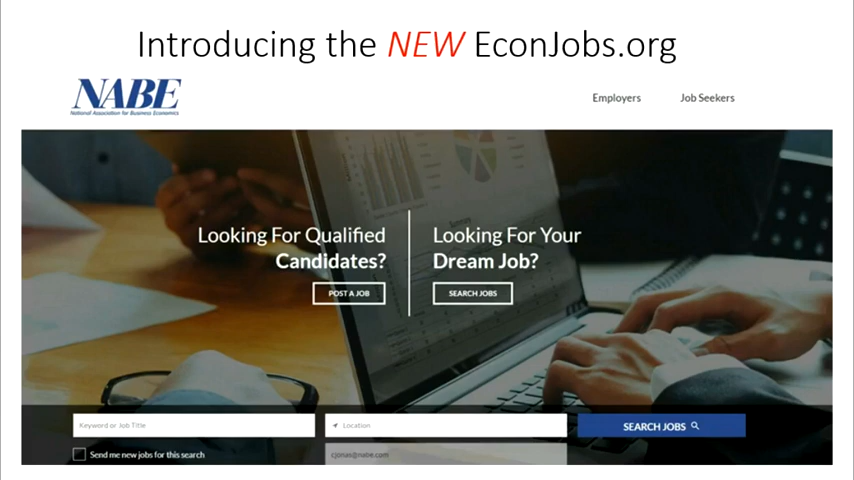 Introducing the NEW EconJobs.org
NABE
National Association for Business Economics
Employers
Job Seekers
Looking For Qualified
Candidates?
POST A JOB
Looking For Your
Dream Job?
SEARCH JOBS
Summary
Keyword or Job Title
Location
SEARCH JOBS
Send me new jobs for this search
cjonas@nabe.com